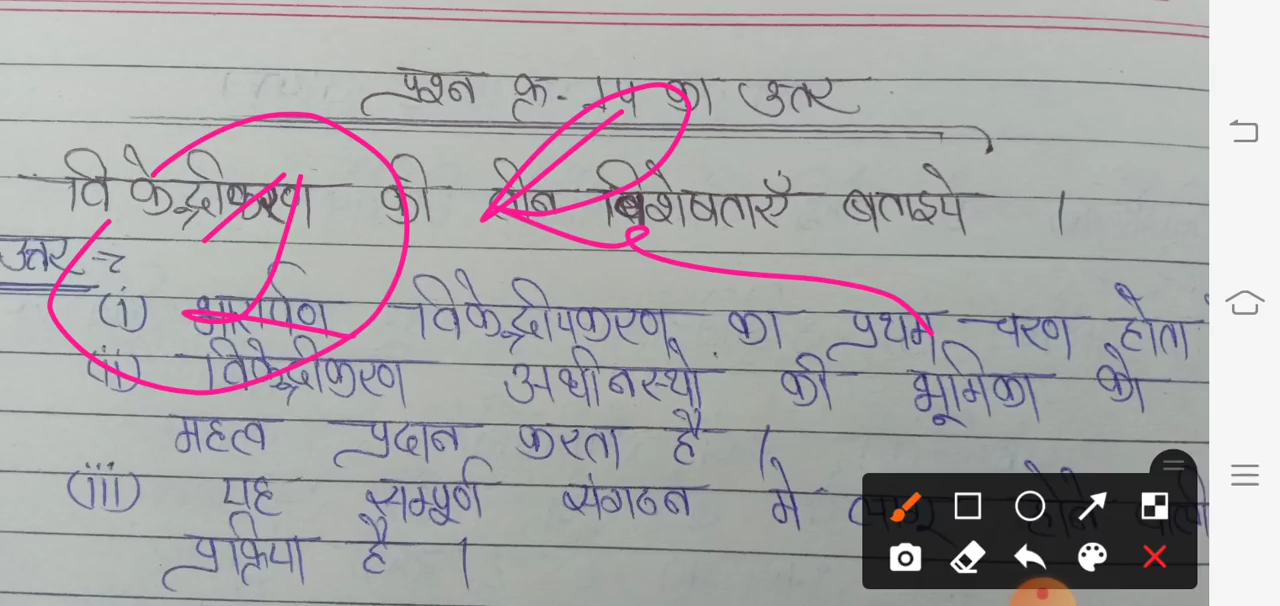 प्रश्न क्र. 14 का उत्तर
विकेद्रीकरण की तीन विशेषताएँ बताइये ।
उत्तर →
(i) भारार्पण विकेद्रीयकरण का प्रथम चरण होता
(ii) विकेद्रीकरण अधीनस्थो की भूमिका को
महत्व प्रदान करता है ।
(iii) यह सम्पूर्ण संगठन मे लागू होने वाली
प्रक्रिया है ।